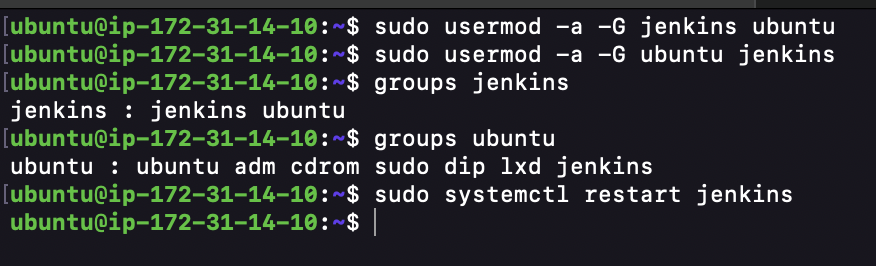 [ubuntu@ip-172-31-14-10:~$ sudo usermod -a -G jenkins ubuntu
[ubuntu@ip-172-31-14-10:~$ sudo usermod -a -G ubuntu jenkins
[ubuntu@ip-172-31-14-10:~$ groups jenkins
jenkins : jenkins ubuntu
[ubuntu@ip-172-31-14-10:~$ groups ubuntu
ubuntu : ubuntu adm cdrom sudo dip lxd jenkins
[ubuntu@ip-172-31-14-10:~$ sudo systemctl restart jenkins
ubuntu@ip-172-31-14-10:~$